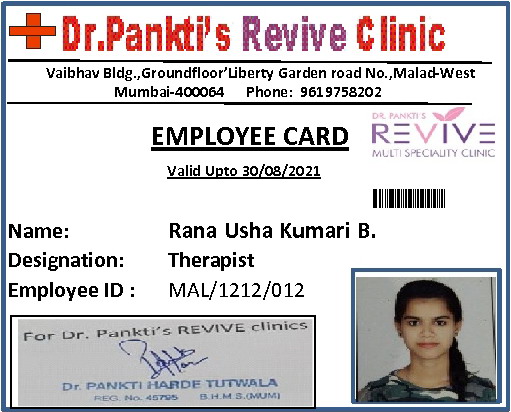 Dr.Pankti's Revive Clinic
Vaibhav Bldg.,Groundfloor'Liberty Garden road No.,Malad-West
Mumbai-400064 Phone: 9619758202
EMPLOYEE CARD
DR. PANKTI'S
REVIVE
MULTI SPECIALITY CLINIC
Valid Upto 30/08/2021
Name: Rana Usha Kumari B.
Designation: Therapist
Employee ID : MAL/1212/012
For Dr. Pankti's REVIVE clinics
Dr. PANKTI HARDE TUTWALA
REG. No. 45795 B.H.M.S.(MUM)